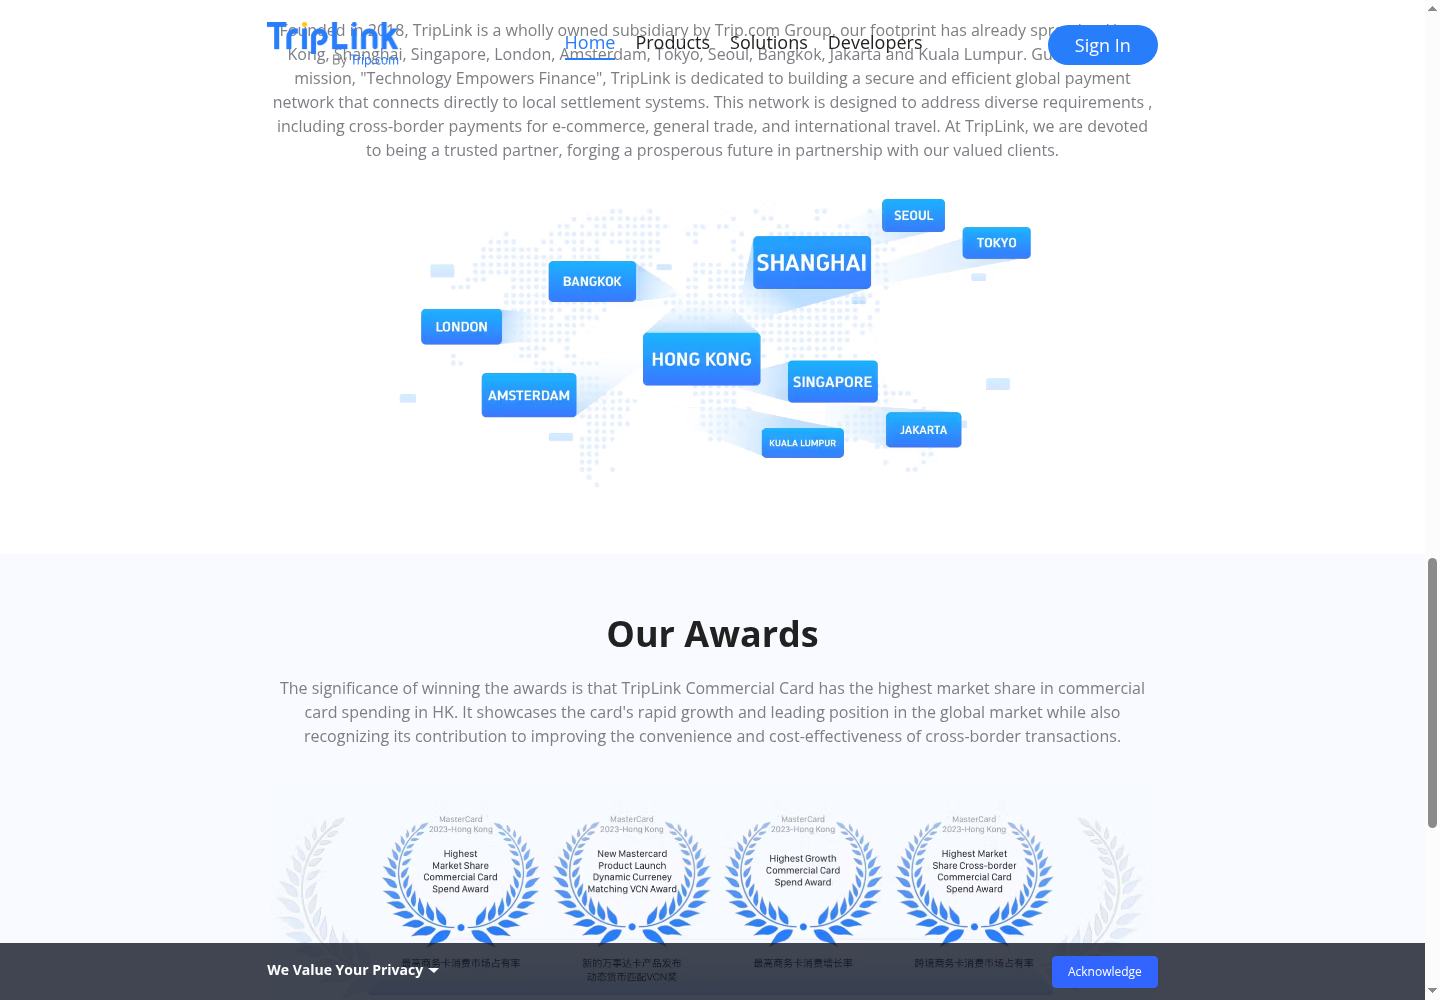 TripLink
By Trip.com
Home
Products
Solutions
Developers
Sign In
Founded in 2018, TripLink is a wholly owned subsidiary by Trip.com Group, our footprint has already
Kong, Shanghai, Singapore, London, Amsterdam, Tokyo, Seoul, Bangkok, Jakarta and Kuala Lumpur.
mission, "Technology Empowers Finance", TripLink is dedicated to building a secure and efficient global payment
network that connects directly to local settlement systems. This network is designed to address diverse requirements ,
including cross-border payments for e-commerce, general trade, and international travel. At TripLink, we are devoted
to being a trusted partner, forging a prosperous future in partnership with our valued clients.
SEOUL
TOKYO
SHANGHAI
BANGKOK
LONDON
HONG KONG
SINGAPORE
AMSTERDAM
JAKARTA
KUALA LUMPUR
Our Awards
The significance of winning the awards is that TripLink Commercial Card has the highest market share in commercial
card spending in HK. It showcases the card's rapid growth and leading position in the global market while also
recognizing its contribution to improving the convenience and cost-effectiveness of cross-border transactions.
MasterCard
2023-Hong Kong
Highest
Market Share
Commercial Card
Spend Award
最高商务卡消费市场占有率
MasterCard
2023-Hong Kong
New Mastercard
Product Launch
Dynamic Curreney
Matching VCN Award
新的万事达卡产品发布
动态货币匹配VCN奖
MasterCard
2023-Hong Kong
Highest Growth
Commercial Card
Spend Award
最高商务卡消费增长率
MasterCard
2023-Hong Kong
Highest Market
Share Cross-border
Commercial Card
Spend Award
跨境商务卡消费市场占有率
We Value Your Privacy
Acknowledge